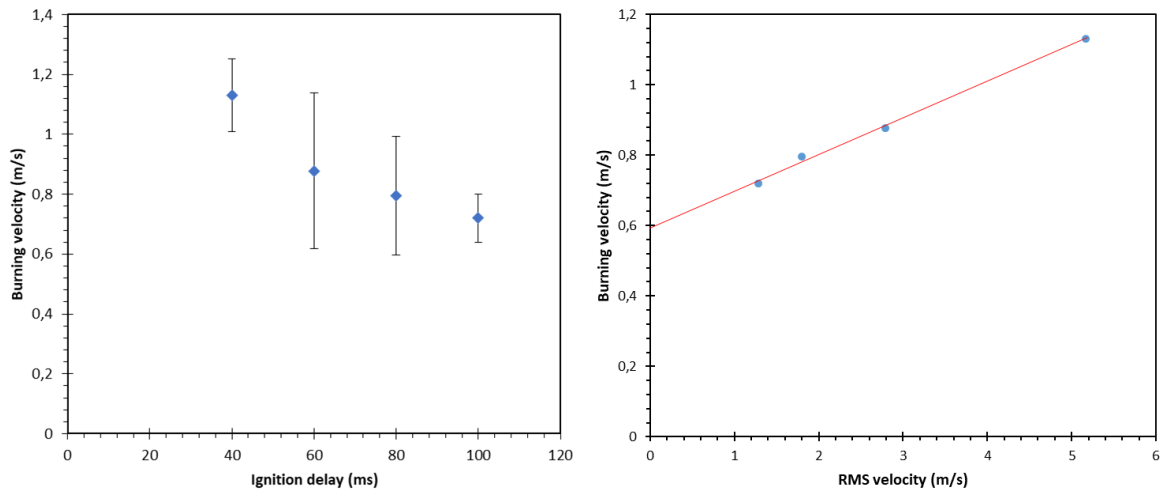 1,4
1,2
1
0,8
0,6
0,4
0,2
0
Burning velocity (m/s)
0 20 40 60 80 100 120
Ignition delay (ms)
1,2
1
0,8
0,6
0,4
0,2
0
Burning velocity (m/s)
0 1 2 3 4 5 6
RMS velocity (m/s)